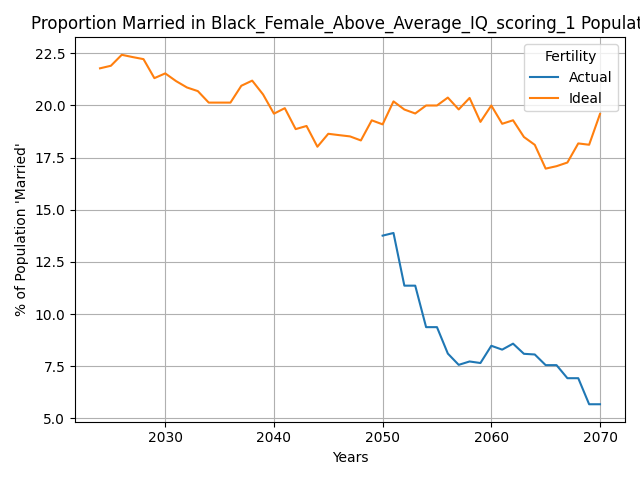 Proportion Married in Black_Female_Above_Average_IQ_scoring_1 Populat
Fertility
Actual
Ideal
22.5
20.0
17.5
15.0
12.5
10.0
7.5
5.0
% of Population 'Married'
2030
2040
2050
2060
2070
Years